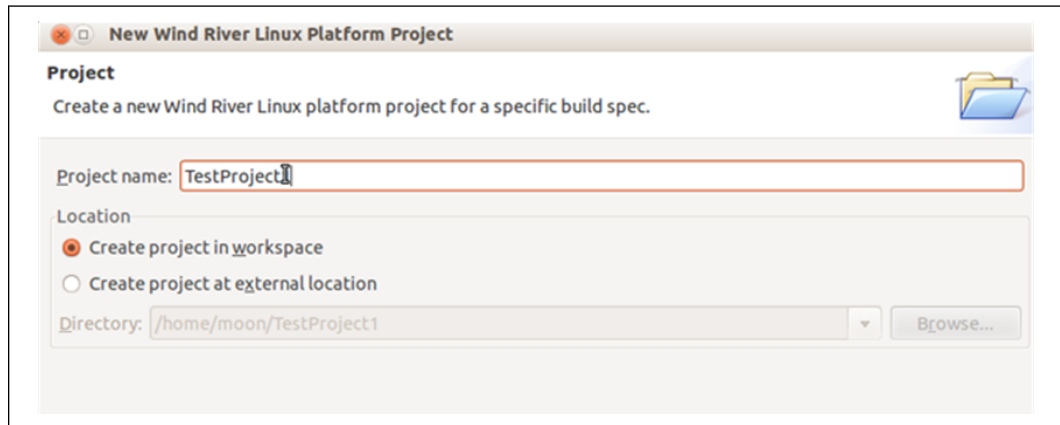 New Wind River Linux Platform Project
Project
Create a new Wind River Linux platform project for a specific build spec.
Project name: TestProject1
Location
Create project in workspace
Create project at external location
Directory: /home/moon/TestProject1 Browse...